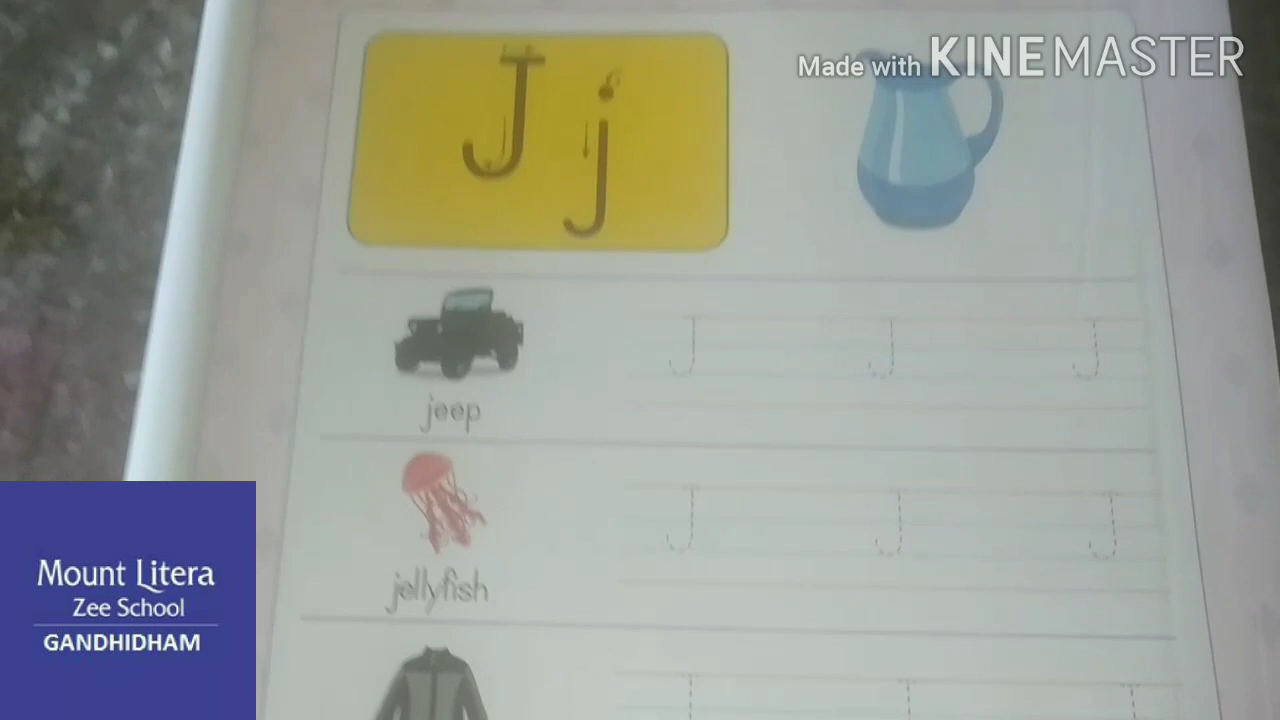 Made with KINEMASTER
J j
jeep
J J J
jellyfish
J J J
J J J
Mount Litera
Zee School
GANDHIDHAM